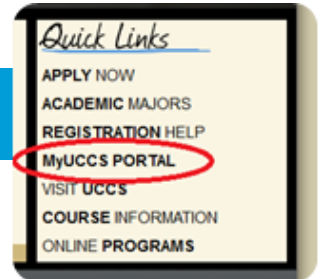 Quick Links
APPLY NOW
ACADEMIC MAJORS
REGISTRATION HELP
MyUCCS PORTAL
VISIT UCCS
COURSE INFORMATION
ONLINE PROGRAMS